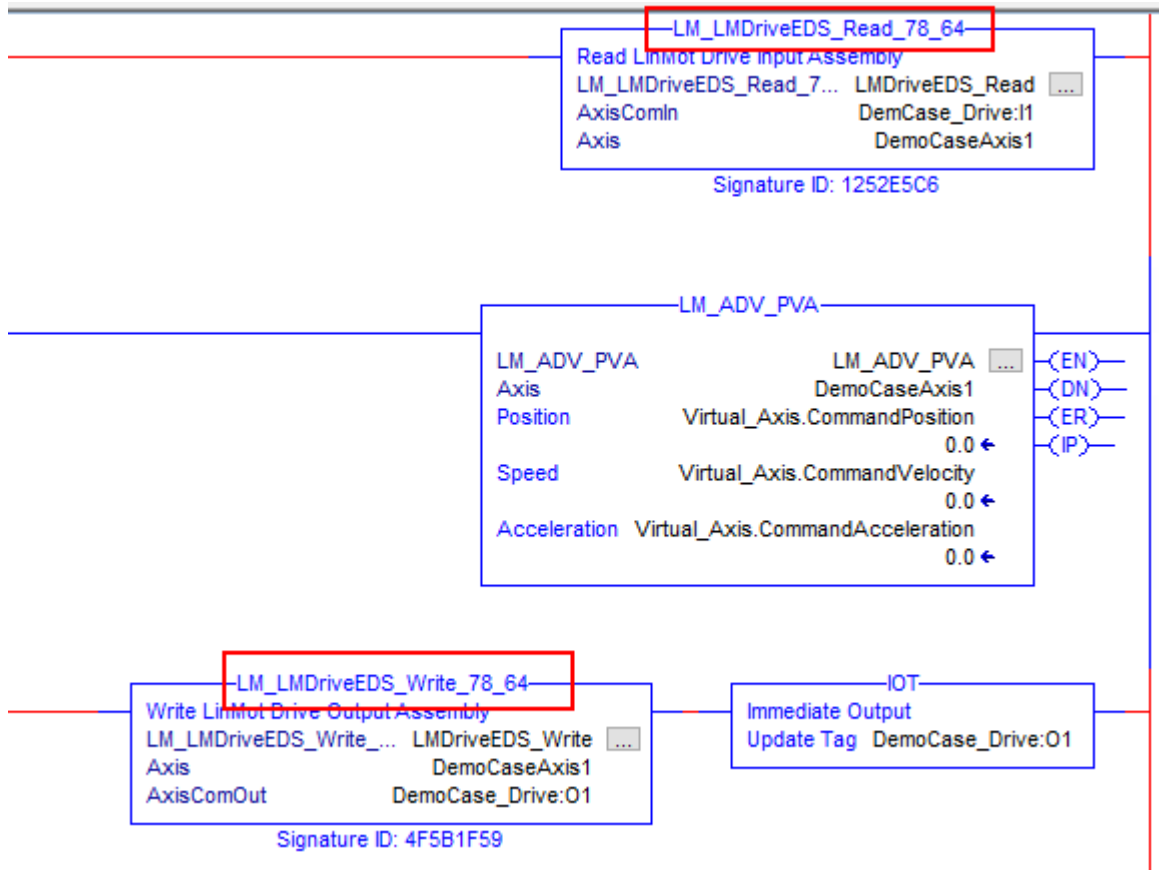 LM_LMDriveEDS_Read_78_64
Read LinMot Drive Input Assembly
LM_LMDriveEDS_Read_7... LMDriveEDS_Read ...
AxisComIn DemCase_Drive:I1
Axis DemoCaseAxis1
Signature ID: 1252E5C6
LM_ADV_PVA
LM_ADV_PVA LM_ADV_PVA ... (EN)
Axis DemoCaseAxis1 (DN)
Position Virtual_Axis.CommandPosition (ER)
0.0 (IP)
Speed Virtual_Axis.CommandVelocity
0.0
Acceleration Virtual_Axis.CommandAcceleration
0.0
LM_LMDriveEDS_Write_78_64 IOT
Write LinMot Drive Output Assembly Immediate Output
LM_LMDriveEDS_Write_... LMDriveEDS_Write ... Update Tag DemoCase_Drive:O1
Axis DemoCaseAxis1
AxisComOut DemoCase_Drive:O1
Signature ID: 4F5B1F59